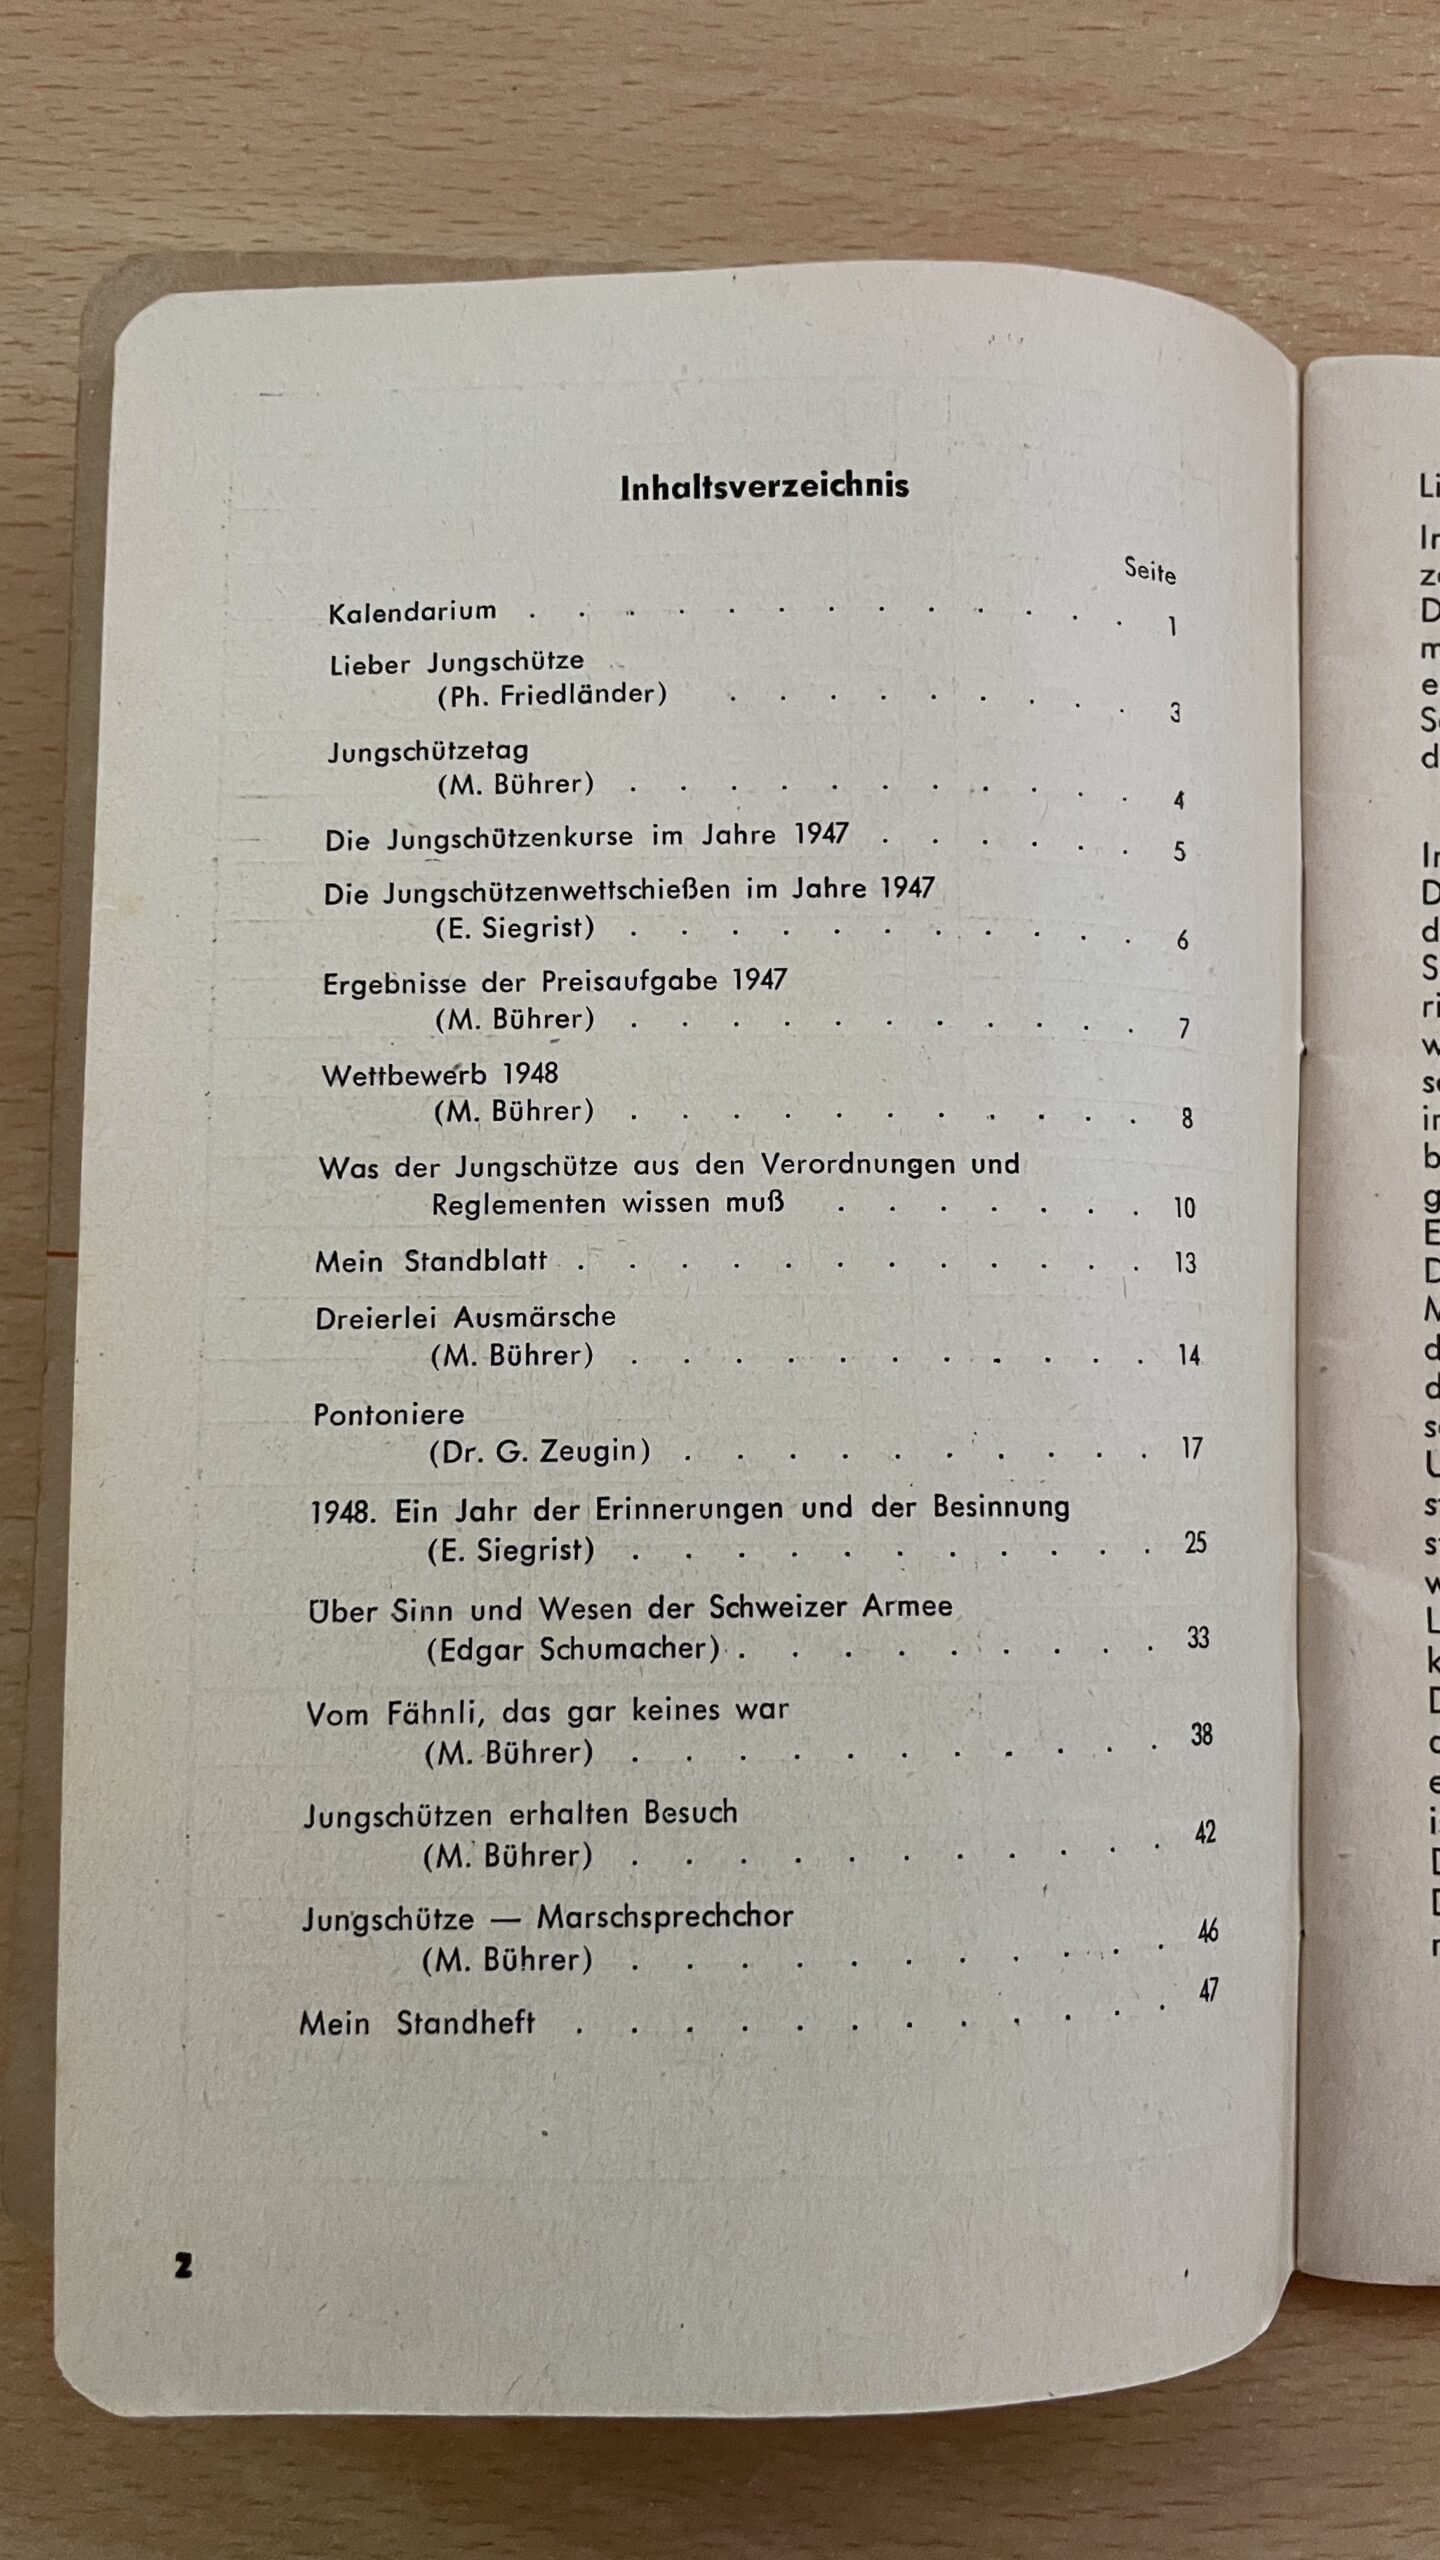 Inhaltsverzeichnis
Seite
Kalendarium . . . . . . . . . . . . 1
Lieber Jungschütze
(Ph. Friedländer) . . . . . . . . . 3
Jungschützetag
(M. Bührer) . . . . . . . . . . . 4
Die Jungschützenkurse im Jahre 1947 . . . . . . 5
Die Jungschützenwettschießen im Jahre 1947
(E. Siegrist) . . . . . . . . . . . 6
Ergebnisse der Preisaufgabe 1947
(M. Bührer) . . . . . . . . . . . 7
Wettbewerb 1948
(M. Bührer) . . . . . . . . . . . 8
Was der Jungschütze aus den Verordnungen und
Reglementen wissen muß . . . . . . . 10
Mein Standblatt . . . . . . . . . . . . 13
Dreierlei Ausmärsche
(M. Bührer) . . . . . . . . . . . 14
Pontoniere
(Dr. G. Zeugin) . . . . . . . . . . 17
1948. Ein Jahr der Erinnerungen und der Besinnung
(E. Siegrist) . . . . . . . . . . . 25
Über Sinn und Wesen der Schweizer Armee
(Edgar Schumacher) . . . . . . . . . 33
Vom Fähnli, das gar keines war
(M. Bührer) . . . . . . . . . . . 38
Jungschützen erhalten Besuch
(M. Bührer) . . . . . . . . . . . 42
Jungschütze — Marschsprechchor
(M. Bührer) . . . . . . . . . . . 46
Mein Standheft . . . . . . . . . . . . 47
2